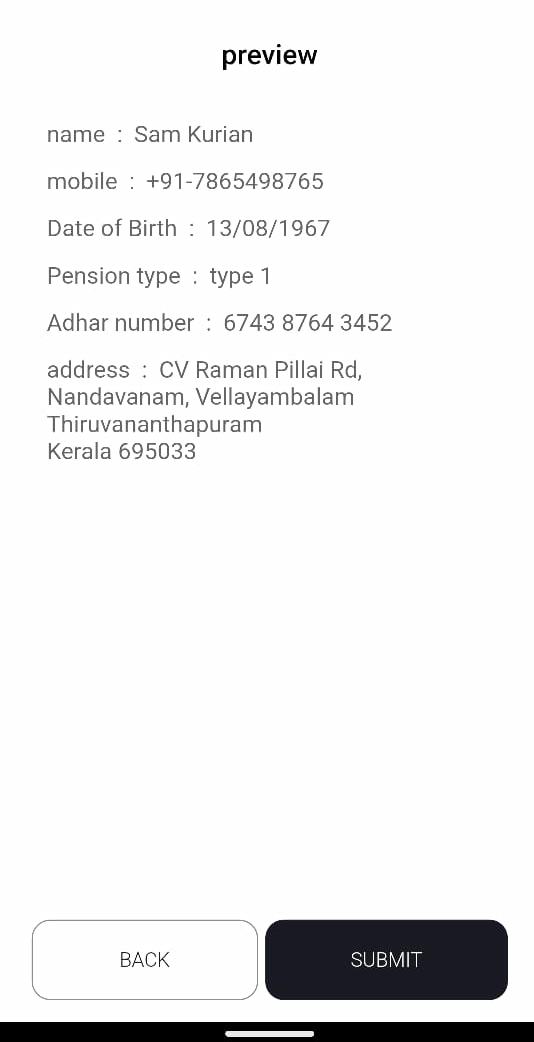 preview
name : Sam Kurian
mobile : +91-7865498765
Date of Birth : 13/08/1967
Pension type : type 1
Adhar number : 6743 8764 3452
address : CV Raman Pillai Rd,
Nandavanam, Vellayambalam
Thiruvananthapuram
Kerala 695033
BACK
SUBMIT